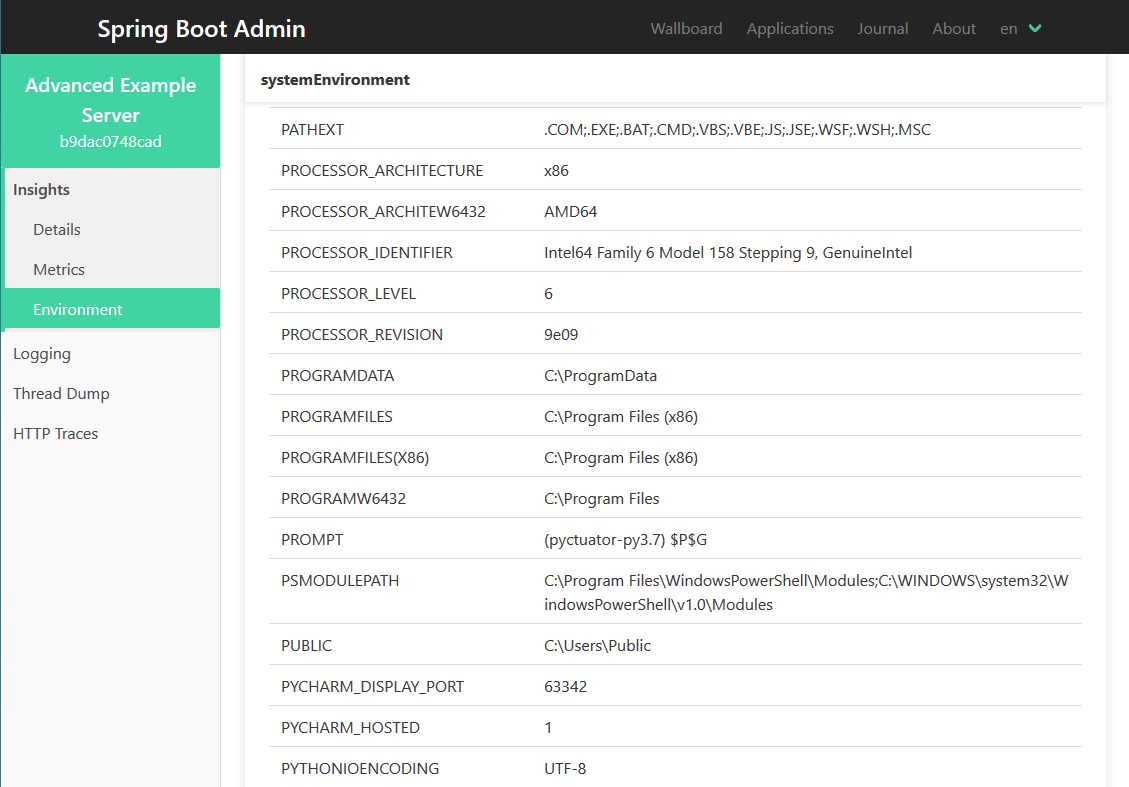 Spring Boot Admin
Wallboard Applications Journal About en
Advanced Example
Server
b9dac0748cad
Insights
Details
Metrics
Environment
Logging
Thread Dump
HTTP Traces
systemEnvironment
PATHEXT .COM;.EXE;.BAT;.CMD;.VBS;.VBE;.JS;.JSE;.WSF;.WSH;.MSC
PROCESSOR_ARCHITECTURE x86
PROCESSOR_ARCHITEW6432 AMD64
PROCESSOR_IDENTIFIER Intel64 Family 6 Model 158 Stepping 9, GenuineIntel
PROCESSOR_LEVEL 6
PROCESSOR_REVISION 9e09
PROGRAMDATA C:\ProgramData
PROGRAMFILES C:\Program Files (x86)
PROGRAMFILES(X86) C:\Program Files (x86)
PROGRAMW6432 C:\Program Files
PROMPT (pyctuator-py3.7) $P$G
PSMODULEPATH C:\Program Files\WindowsPowerShell\Modules;C:\WINDOWS\system32\W
indowsPowerShell\v1.0\Modules
PUBLIC C:\Users\Public
PYCHARM_DISPLAY_PORT 63342
PYCHARM_HOSTED 1
PYTHONIOENCODING UTF-8